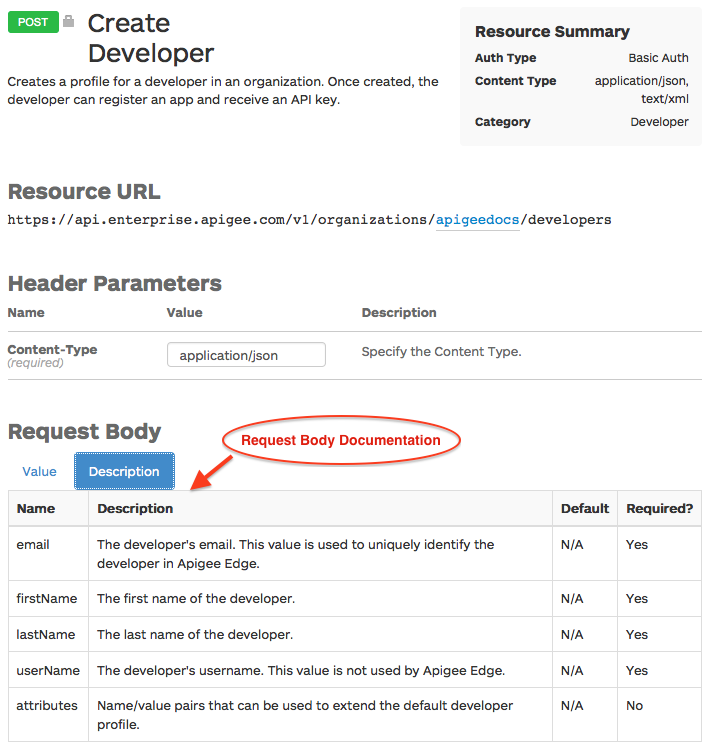 POST
Create
Developer
Creates a profile for a developer in an organization. Once created, the
developer can register an app and receive an API key.
Resource Summary
Auth Type Basic Auth
Content Type application/json,
text/xml
Category Developer
Resource URL
https://api.enterprise.apigee.com/v1/organizations/apigeedocs/developers
Header Parameters
Name Value Description
Content-Type application/json Specify the Content Type.
(required)
Request Body
Request Body Documentation
Value Description
Name Description Default Required?
email The developer's email. This value is used to uniquely identify the N/A Yes
developer in Apigee Edge.
firstName The first name of the developer. N/A Yes
lastName The last name of the developer. N/A Yes
userName The developer's username. This value is not used by Apigee Edge. N/A Yes
attributes Name/value pairs that can be used to extend the default developer N/A No
profile.